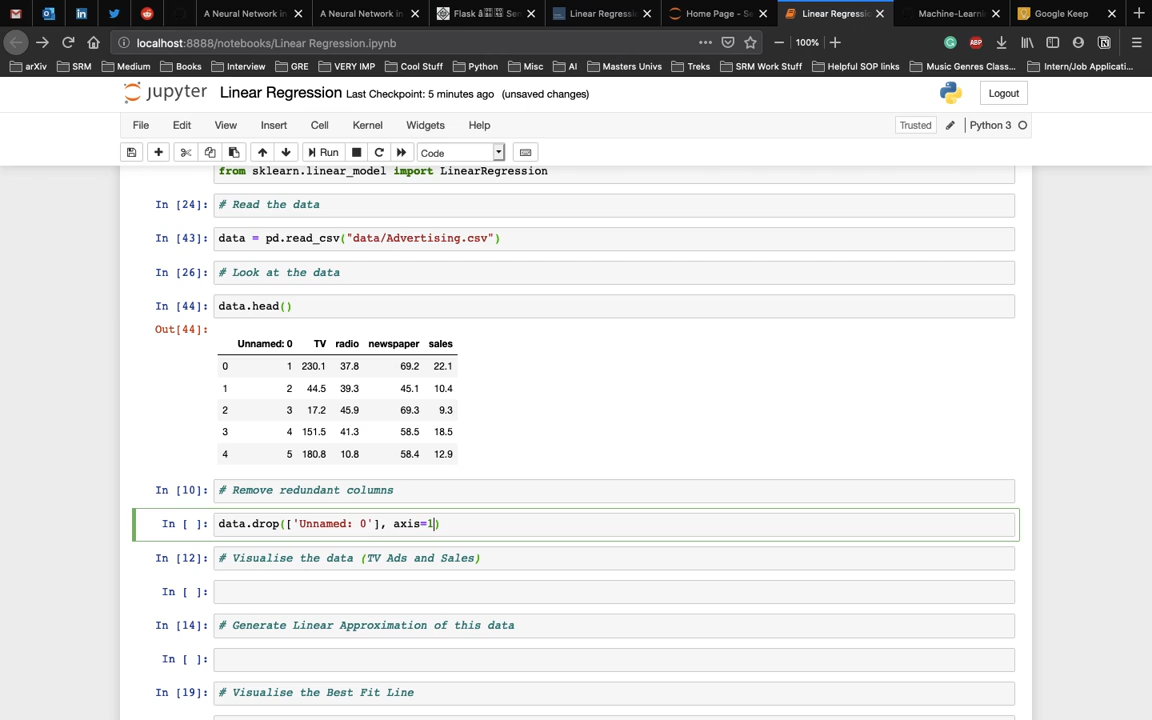 A Neural Network in
A Neural Network in
Linear Regressio
Home Page - Se
Linear Regressio
Machine-Learni
Google Keep
localhost:8888/notebooks/Linear Regression.ipynb
100%
ABP
arXiv
SRM
Medium
Books
Interview
GRE
VERY IMP
Cool Stuff
Python
Misc
AI
Masters Univs
Treks
SRM Work Stuff
Helpful SOP links
Music Genres Class...
Intern/Job Applicati...
jupyter Linear Regression Last Checkpoint: 5 minutes ago (unsaved changes)
Logout
File Edit View Insert Cell Kernel Widgets Help
Trusted
Python 3
Run
Code
from sklearn.linear_model import LinearRegression
In [24]: # Read the data
In [43]: data = pd.read_csv("data/Advertising.csv")
In [26]: # Look at the data
In [44]: data.head()
Out[44]:
Unnamed: 0 TV radio newspaper sales
0 1 230.1 37.8 69.2 22.1
1 2 44.5 39.3 45.1 10.4
2 3 17.2 45.9 69.3 9.3
3 4 151.5 41.3 58.5 18.5
4 5 180.8 10.8 58.4 12.9
In [10]: # Remove redundant columns
In [ ]: data.drop(['Unnamed: 0'], axis=1)
In [12]: # Visualise the data (TV Ads and Sales)
In [ ]:
In [14]: # Generate Linear Approximation of this data
In [ ]:
In [19]: # Visualise the Best Fit Line